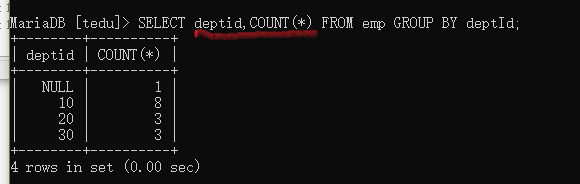 MariaDB [tedu]> SELECT deptid,COUNT(*) FROM emp GROUP BY deptId;
+--------+----------+
| deptid | COUNT(*) |
+--------+----------+
|   NULL |        1 |
|     10 |        8 |
|     20 |        3 |
|     30 |        3 |
+--------+----------+
4 rows in set (0.00 sec)